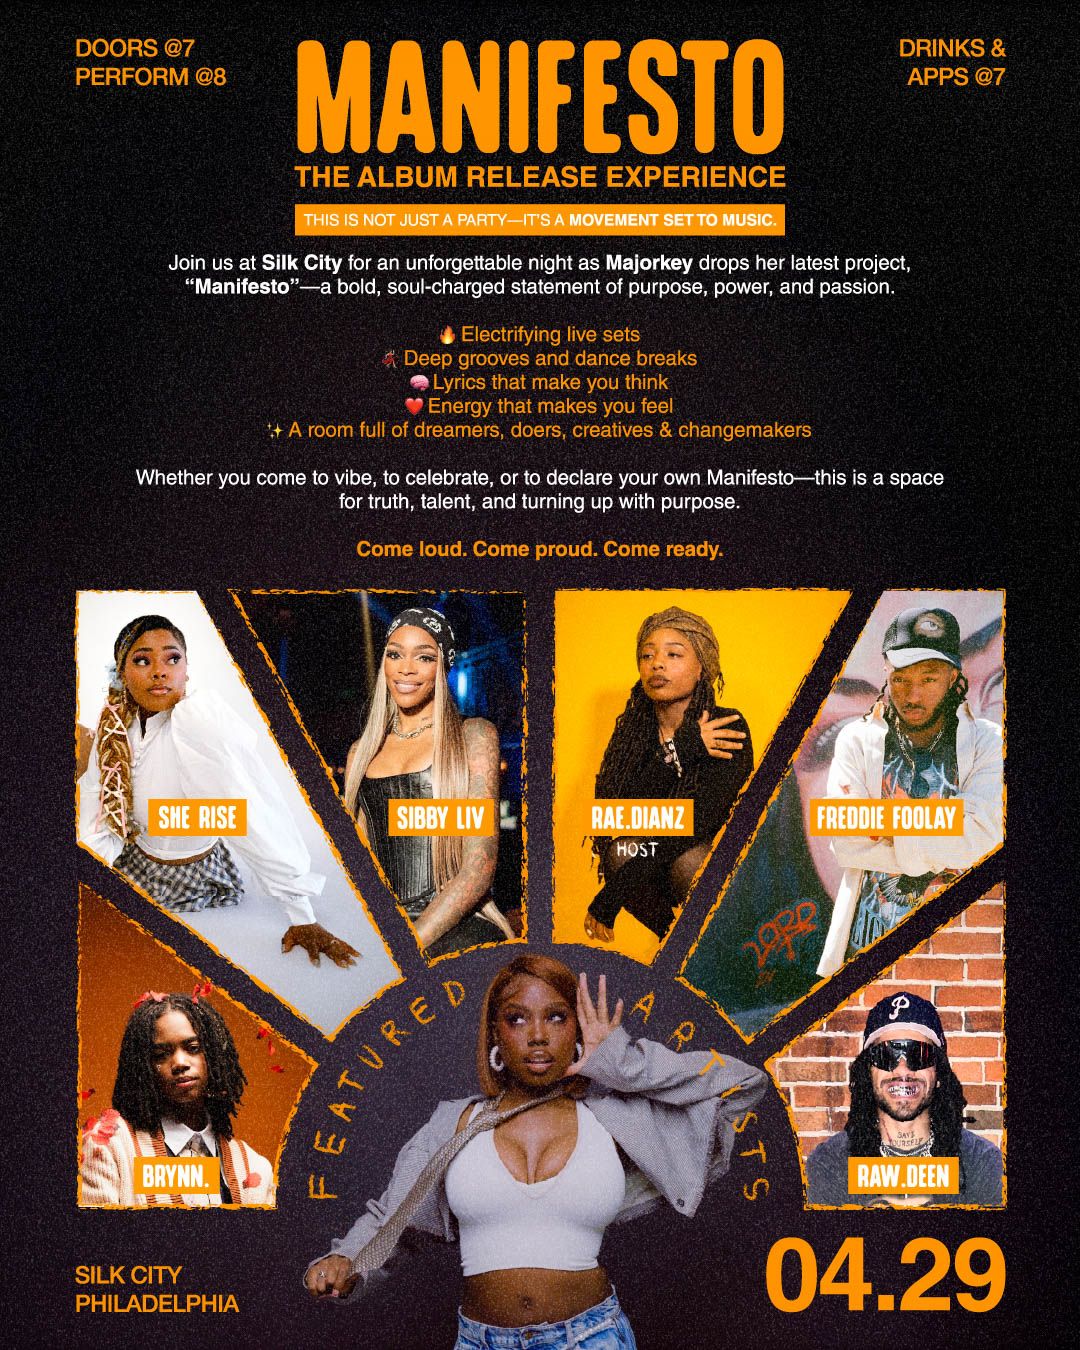 DOORS @7
PERFORM @8
DRINKS &
APPS @7
MANIFESTO
THE ALBUM RELEASE EXPERIENCE
THIS IS NOT JUST A PARTY—IT'S A MOVEMENT SET TO MUSIC.
Join us at Silk City for an unforgettable night as Majorkey drops her latest project,
“Manifesto”—a bold, soul-charged statement of purpose, power, and passion.
🔥 Electrifying live sets
💃🏿 Deep grooves and dance breaks
🧠 Lyrics that make you think
❤️ Energy that makes you feel
✨ A room full of dreamers, doers, creatives & changemakers
Whether you come to vibe, to celebrate, or to declare your own Manifesto—this is a space
for truth, talent, and turning up with purpose.
Come loud. Come proud. Come ready.
SHE RISE
SIBBY LIV
RAE.DIANZ
HOST
FREDDIE FOOLAY
FEATURED ARTISTS
P
SAY
YOURSELF
BRYNN.
RAW.DEEN
SILK CITY
PHILADELPHIA
04.29